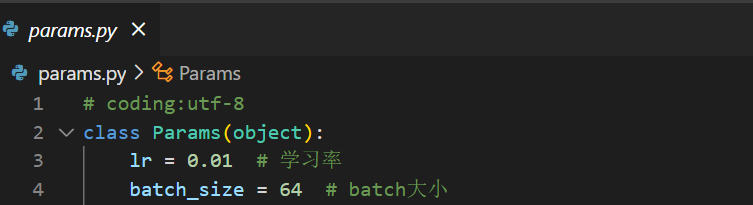 params.py
params.py > Params
1 # coding:utf-8
2 class Params(object):
3 lr = 0.01 # 学习率
4 batch_size = 64 # batch大小